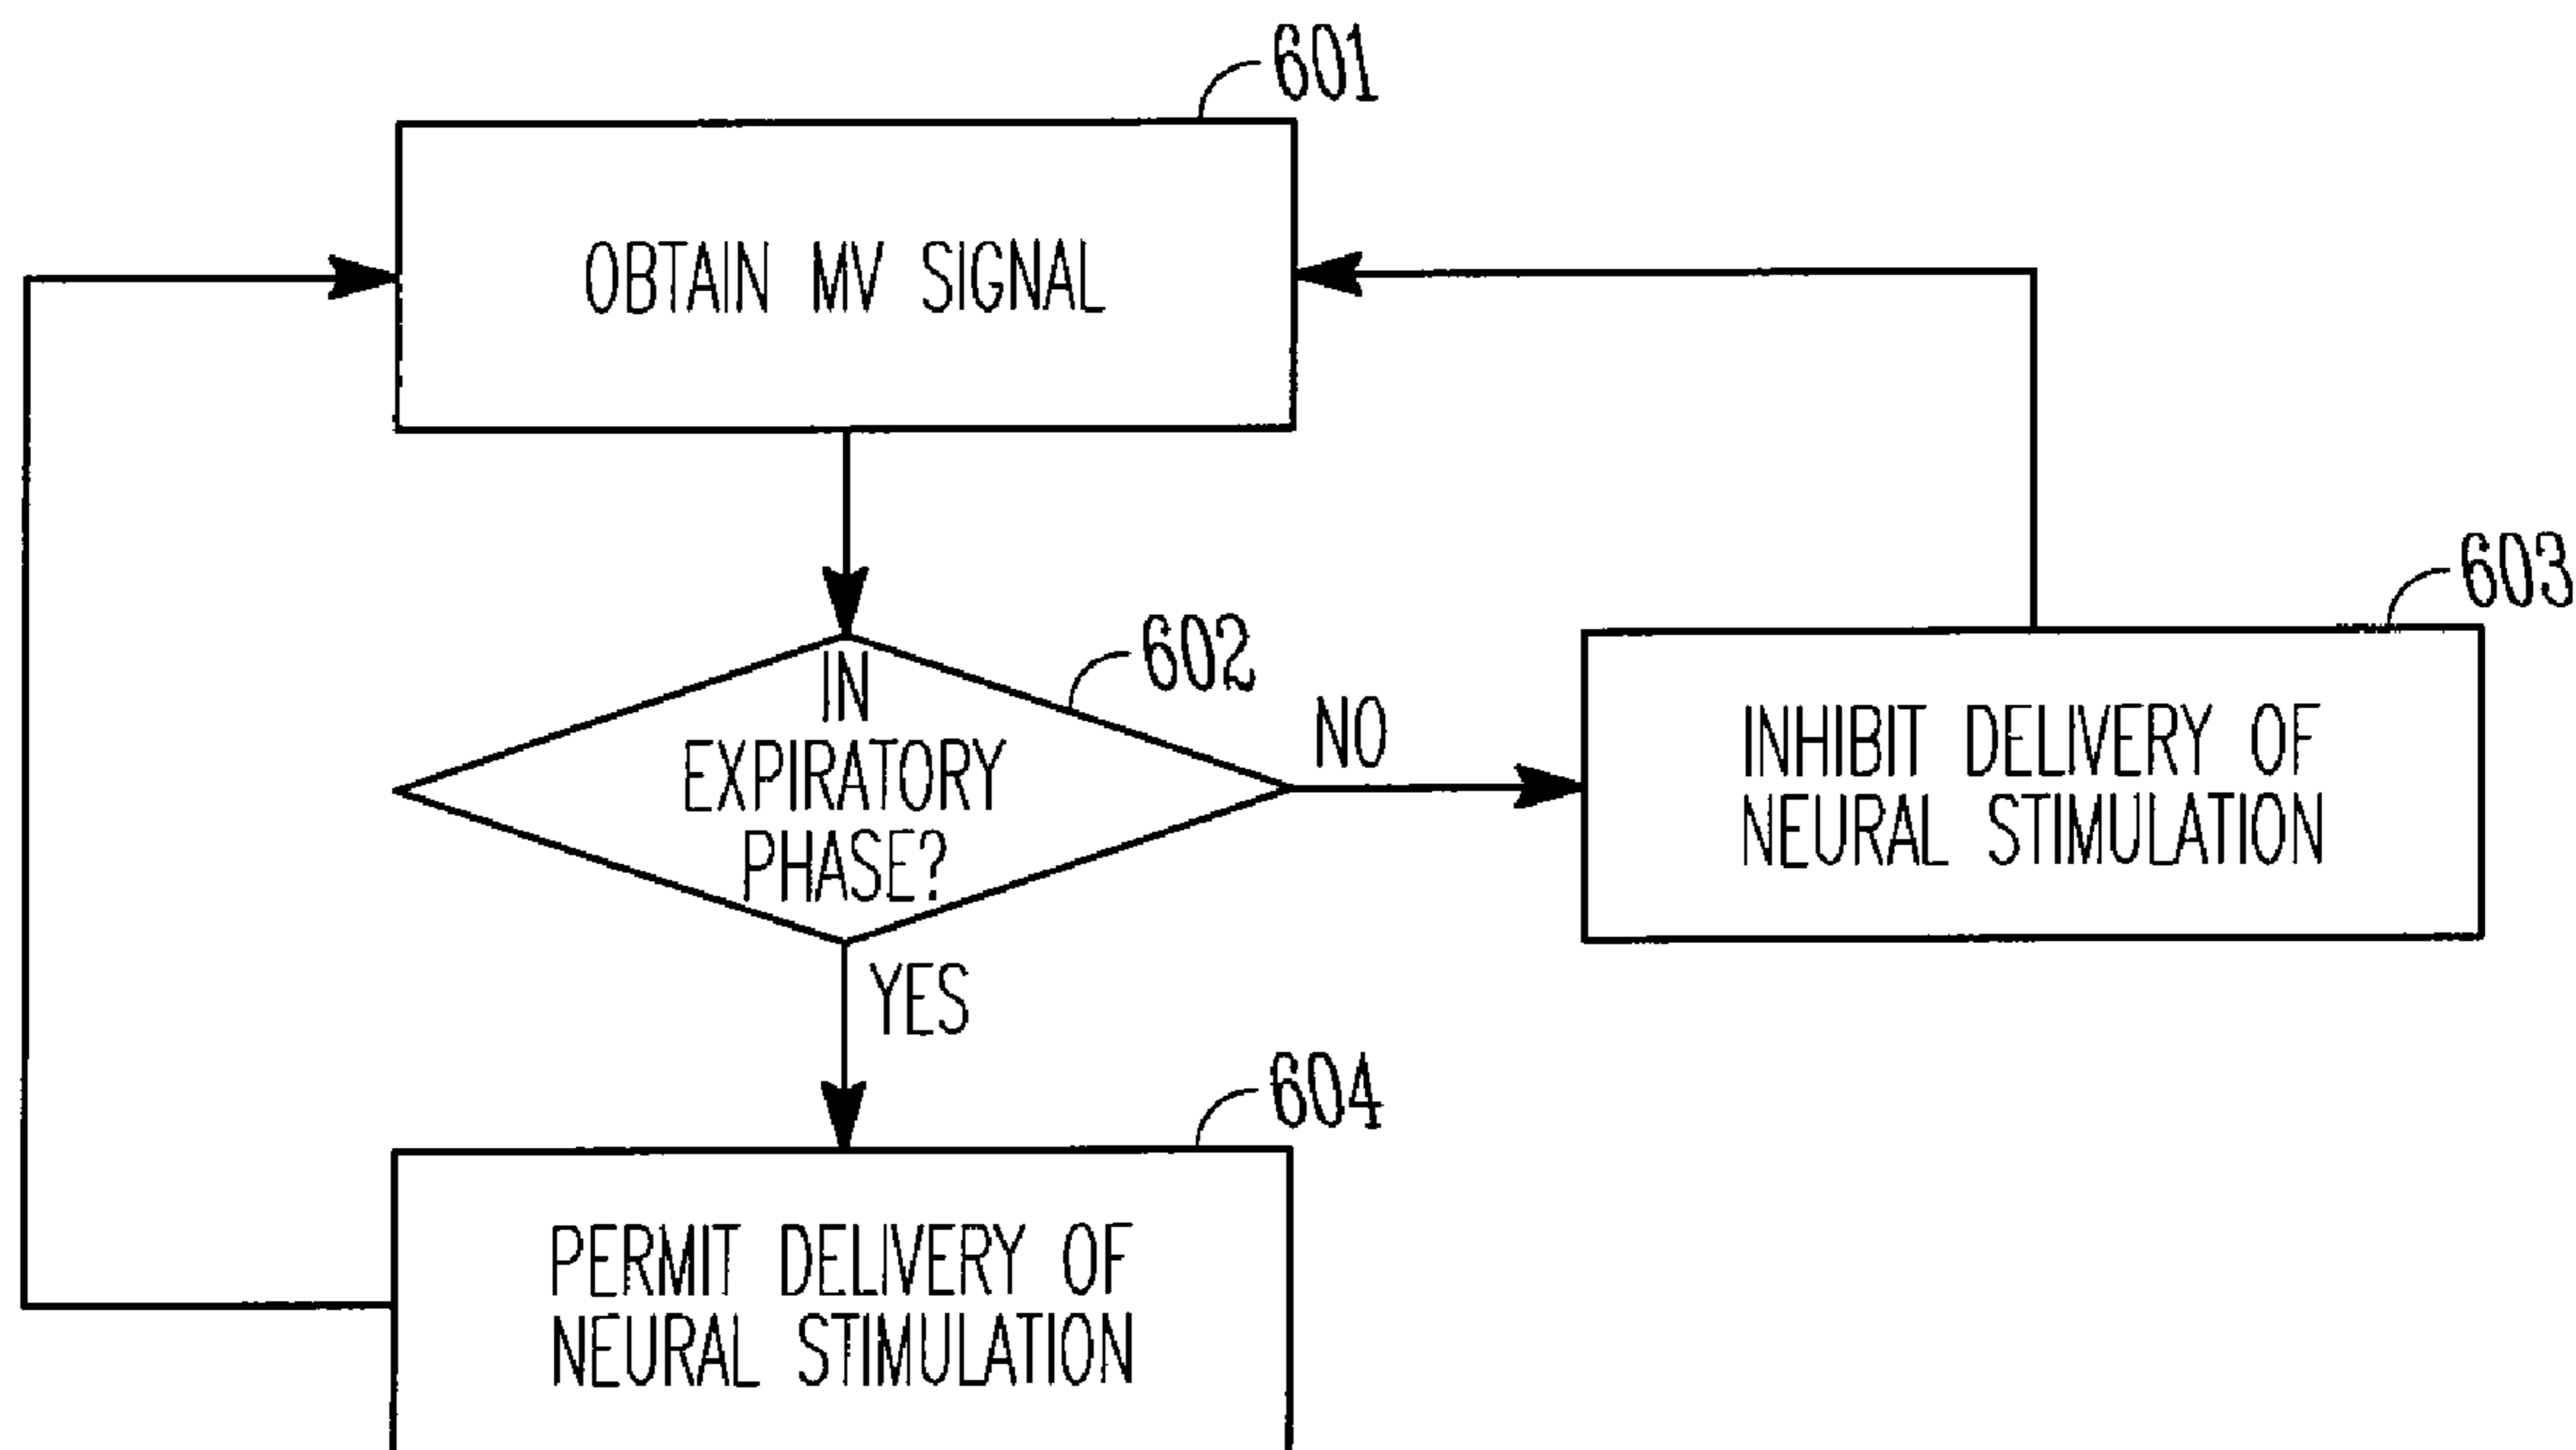 601
OBTAIN MV SIGNAL
602
IN
EXPIRATORY
PHASE?
NO
603
INHIBIT DELIVERY OF
NEURAL STIMULATION
YES
604
PERMIT DELIVERY OF
NEURAL STIMULATION